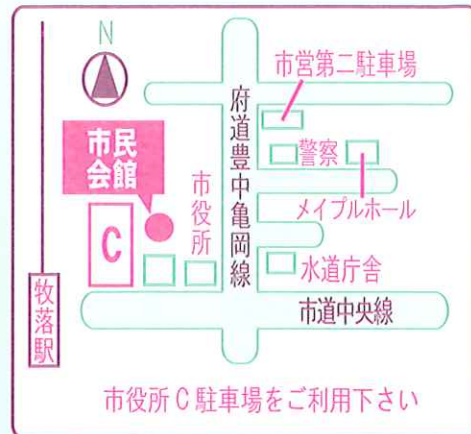 N
市営第二駐車場
府道豊中亀岡線
市民
会館
警察
市役所
メイプルホール
C
水道庁舎
牧落駅
市道中央線
市役所C駐車場をご利用下さい